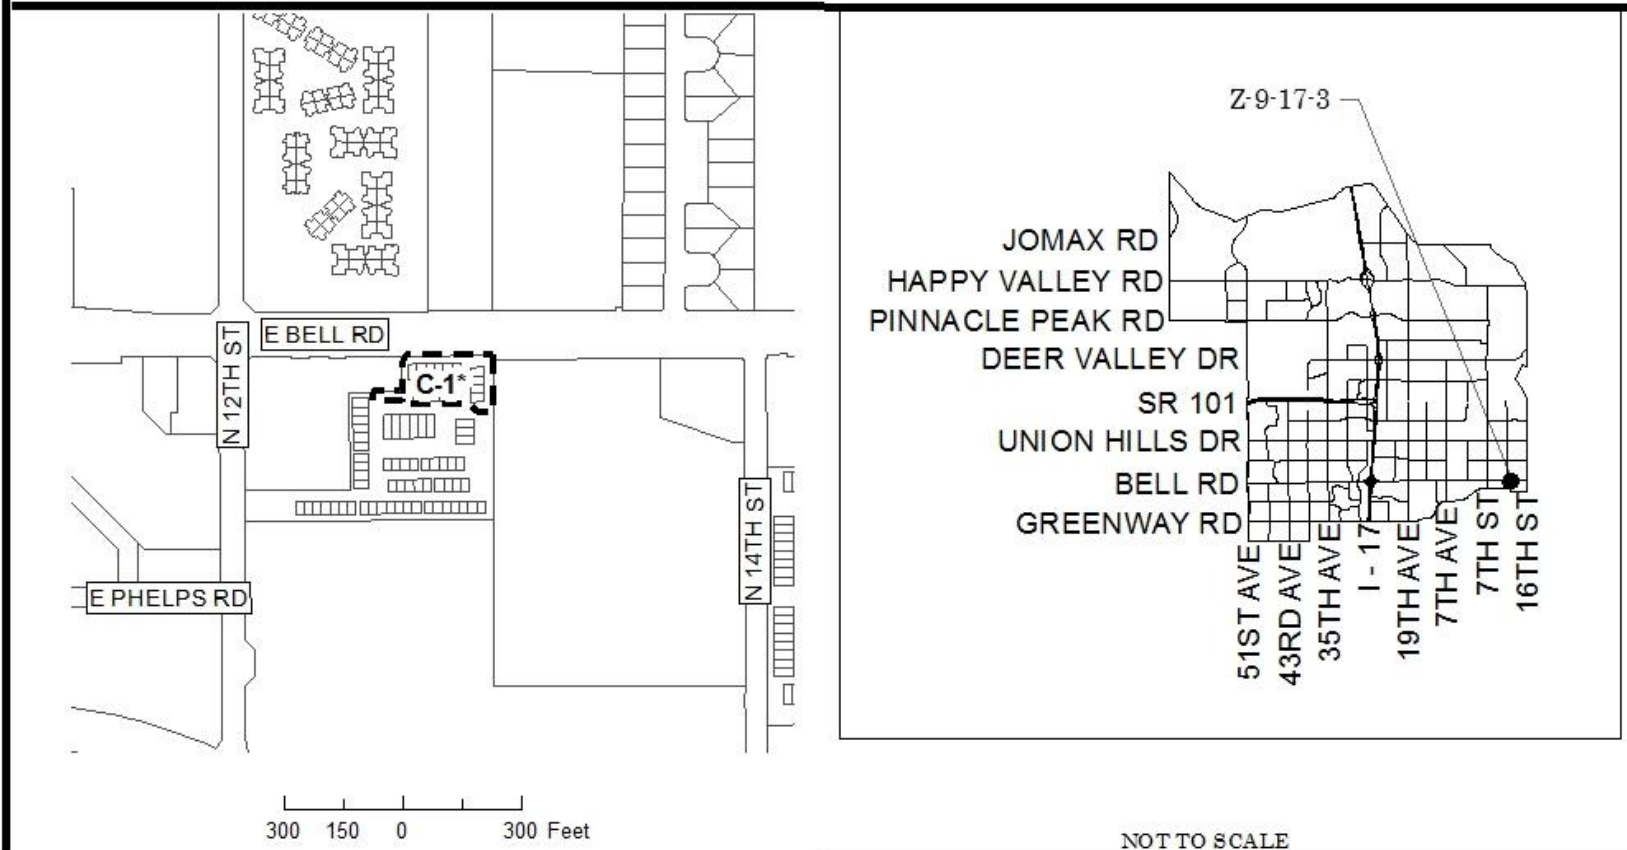 E BELL RD
N 12TH ST
C-1*
N 14TH ST
E PHELPS RD
300 150 0 300 Feet
Z-9-17-3
JOMAX RD
HAPPY VALLEY RD
PINNACLE PEAK RD
DEER VALLEY DR
SR 101
UNION HILLS DR
BELL RD
GREENWAY RD
51ST AVE
43RD AVE
35TH AVE
I - 17
19TH AVE
7TH AVE
7TH ST
16TH ST
NOT TO SCALE